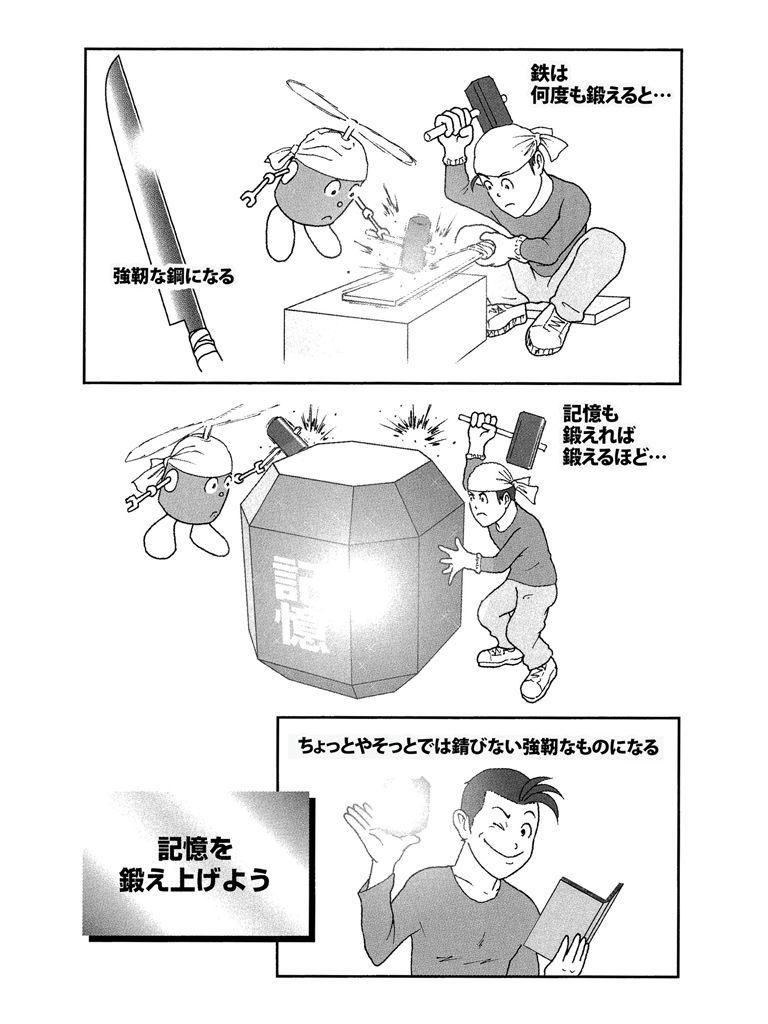 鉄は
何度も鍛えると…
強靭な鋼になる
記憶も
鍛えれば
鍛えるほど…
記憶
ちょっとやそっとでは錆びない強靭なものになる
記憶を
鍛え上げよう